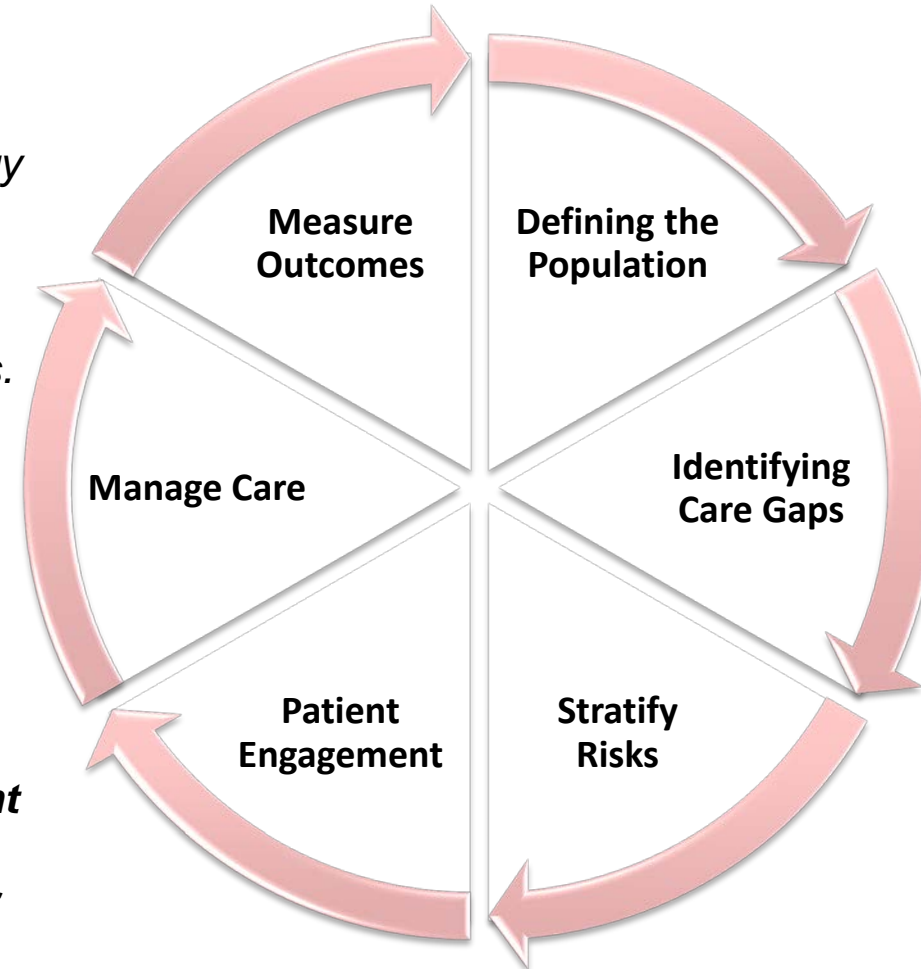 Measure
Outcomes
Defining the
Population
Identifying
Care Gaps
Stratify
Risks
Patient
Engagement
Manage Care